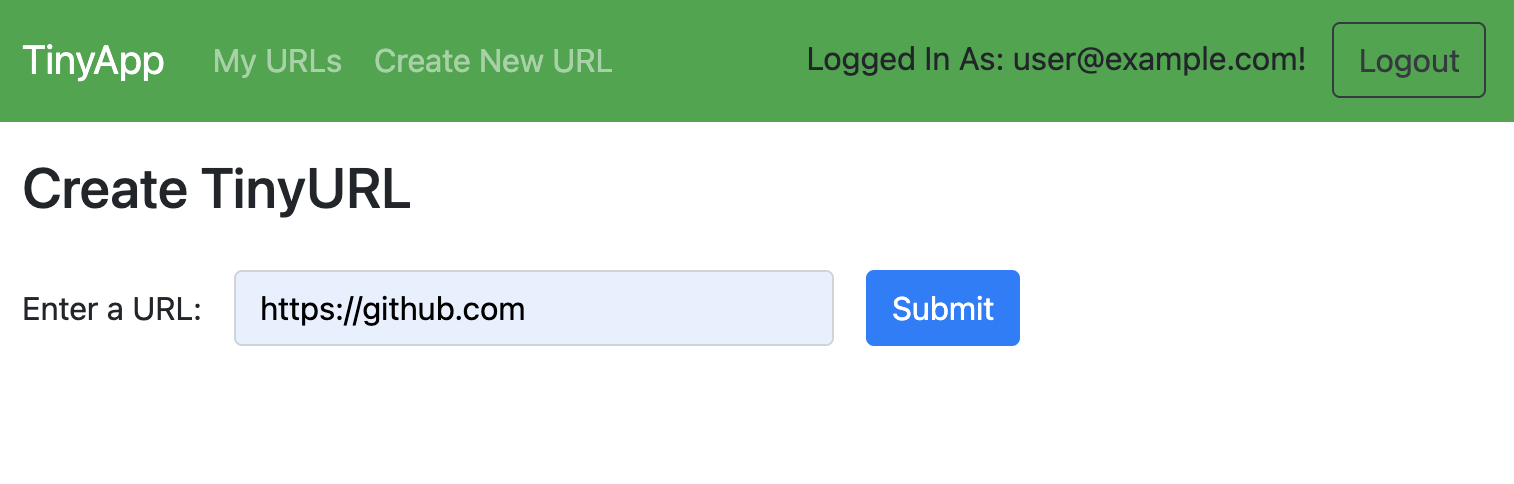 TinyApp My URLs Create New URL Logged In As: user@example.com! Logout
Create TinyURL
Enter a URL: https://github.com Submit